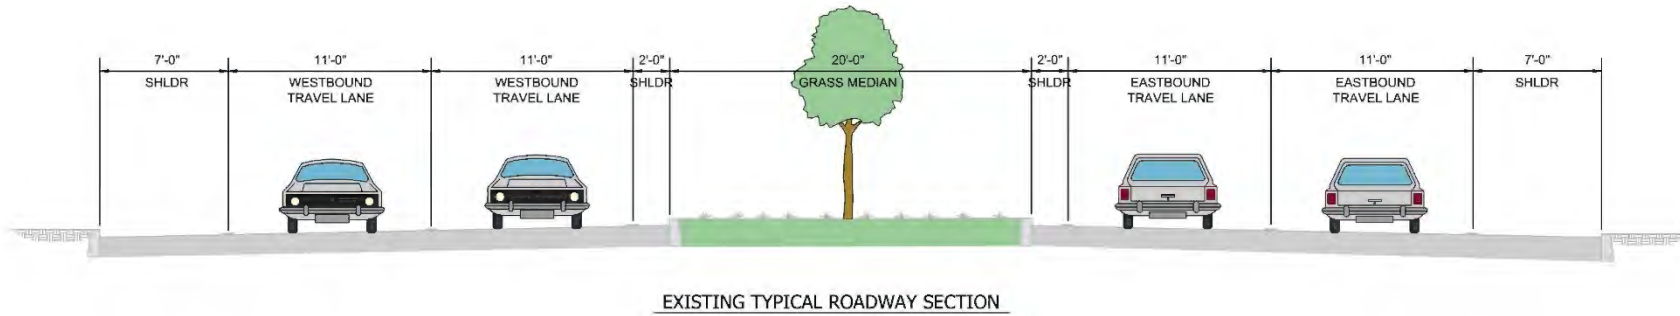 7'-0" 11'-0" 11'-0" 2'-0" 20'-0" 2'-0" 11'-0" 11'-0" 7'-0"
SHLDR WESTBOUND WESTBOUND SHLDR GRASS MEDIAN SHLDR EASTBOUND EASTBOUND SHLDR
TRAVEL LANE TRAVEL LANE TRAVEL LANE TRAVEL LANE
EXISTING TYPICAL ROADWAY SECTION